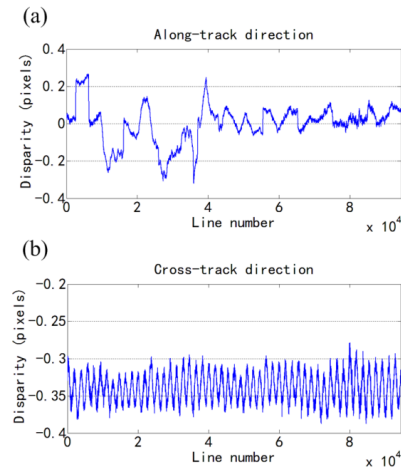 (a)
Along-track direction
Disparity (pixels)
0.4
0.2
0
-0.2
-0.4
0 2 4 6 8
Line number
x 10^4
(b)
Cross-track direction
Disparity (pixels)
-0.2
-0.25
-0.3
-0.35
-0.4
0 2 4 6 8
Line number
x 10^4